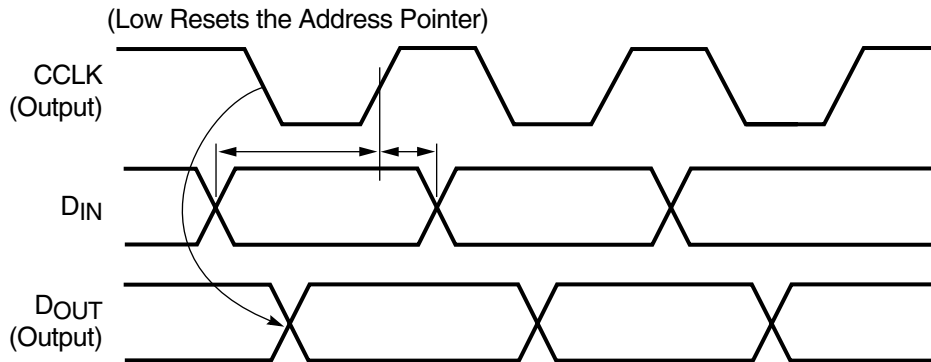 (Low Resets the Address Pointer)
CCLK
(Output)
DIN
DOUT
(Output)